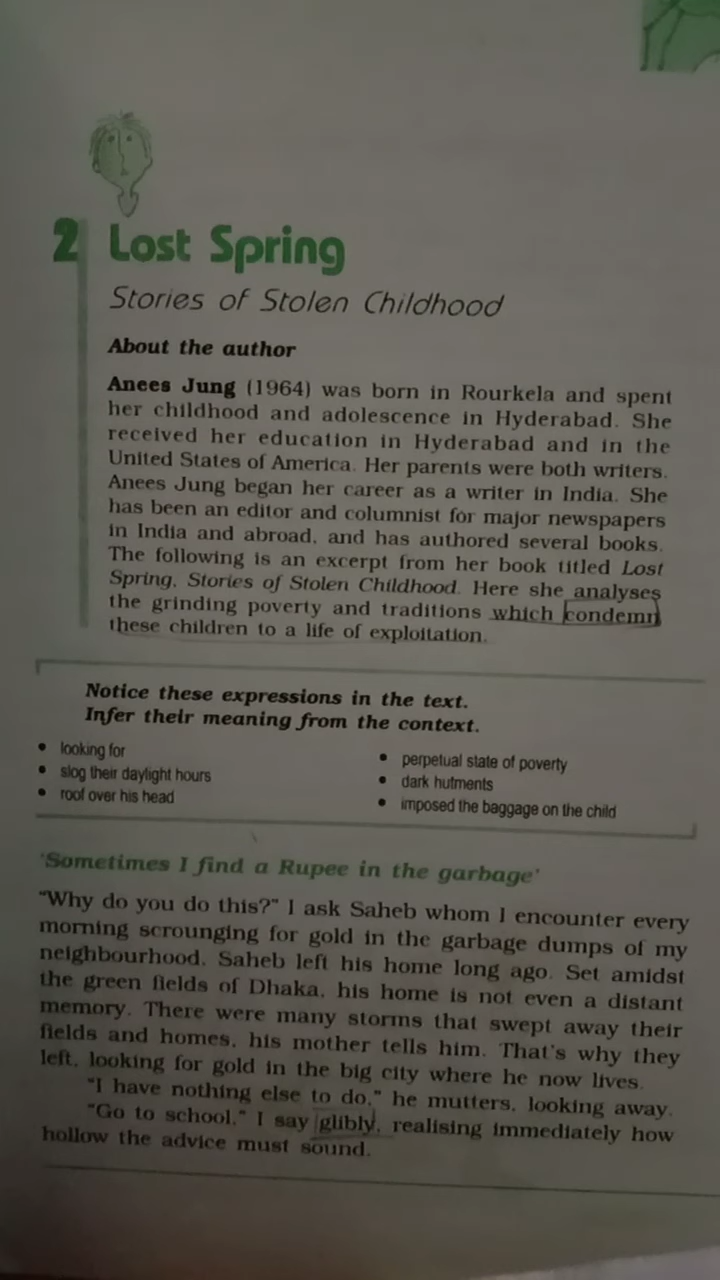 2 Lost Spring
Stories of Stolen Childhood
About the author
Anees Jung (1964) was born in Rourkela and spent
her childhood and adolescence in Hyderabad. She
received her education in Hyderabad and in the
United States of America. Her parents were both writers.
Anees Jung began her career as a writer in India. She
has been an editor and columnist for major newspapers
in India and abroad, and has authored several books.
The following is an excerpt from her book titled Lost
Spring, Stories of Stolen Childhood. Here she analyses
the grinding poverty and traditions which condemn
these children to a life of exploitation.
Notice these expressions in the text.
Infer their meaning from the context.
• looking for
• slog their daylight hours
• roof over his head
• perpetual state of poverty
• dark hutments
• imposed the baggage on the child
'Sometimes I find a Rupee in the garbage'
"Why do you do this?" I ask Saheb whom I encounter every
morning scrounging for gold in the garbage dumps of my
neighbourhood. Saheb left his home long ago. Set amidst
the green fields of Dhaka, his home is not even a distant
memory. There were many storms that swept away their
fields and homes, his mother tells him. That's why they
left, looking for gold in the big city where he now lives.
"I have nothing else to do," he mutters, looking away.
"Go to school," I say glibly, realising immediately how
hollow the advice must sound.